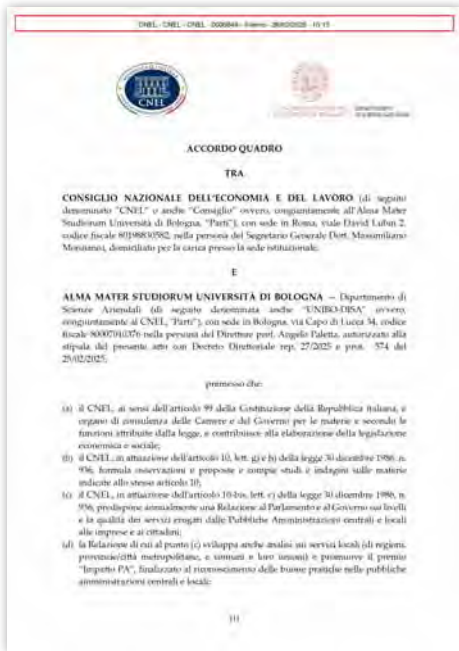 CNEL - CNEL - CNEL - Interno - 10:15
CNEL
ACCORDO QUADRO
TRA
CONSIGLIO NAZIONALE DELL'ECONOMIA E DEL LAVORO (di seguito
denominato "CNEL" o anche "Consiglio" ovvero, congiuntamente all'Alma Mater
Studiorum Università di Bologna, "Parti"), con sede in Roma, viale David Lubin 2,
codice fiscale 80198830582, nella persona del Segretario Generale Dott. Massimiliano
Monnanni, domiciliato per la carica presso la sede istituzionale,
E
ALMA MATER STUDIORUM UNIVERSITÀ DI BOLOGNA — Dipartimento di
Scienze Aziendali (di seguito denominata anche "UNIBO-DISA" ovvero,
congiuntamente al CNEL, "Parti"), con sede in Bologna, via Capo di Lucca 34, codice
fiscale 80007010376 nella persona del Direttore prof. Angelo Paletta, autorizzato alla
stipula del presente atto con Decreto Direttoriale rep. 27/2025 e prot. 574 del
25/02/2025,
premesso che:
(a) il CNEL, ai sensi dell'articolo 99 della Costituzione della Repubblica italiana, è
organo di consulenza delle Camere e del Governo per le materie e secondo le
funzioni attribuite dalla legge, e contribuisce alla elaborazione della legislazione
economica e sociale;
(b) il CNEL, in attuazione dell'articolo 10, lett. g) e h) della legge 30 dicembre 1986, n.
936, formula osservazioni e proposte e compie studi e indagini sulle materie
indicate allo stesso articolo 10;
(c) il CNEL, in attuazione dell'articolo 10-bis, lett. c) della legge 30 dicembre 1986, n.
936, predispone annualmente una Relazione al Parlamento e al Governo sui livelli
e la qualità dei servizi erogati dalle Pubbliche Amministrazioni centrali e locali
alle imprese e ai cittadini;
(d) la Relazione di cui al punto (c) sviluppa anche analisi sui servizi locali (di regioni,
province/città metropolitane, e comuni e loro unioni) e promuove il premio
"Impatto PA", finalizzato al riconoscimento delle buone pratiche nelle pubbliche
amministrazioni centrali e locali;